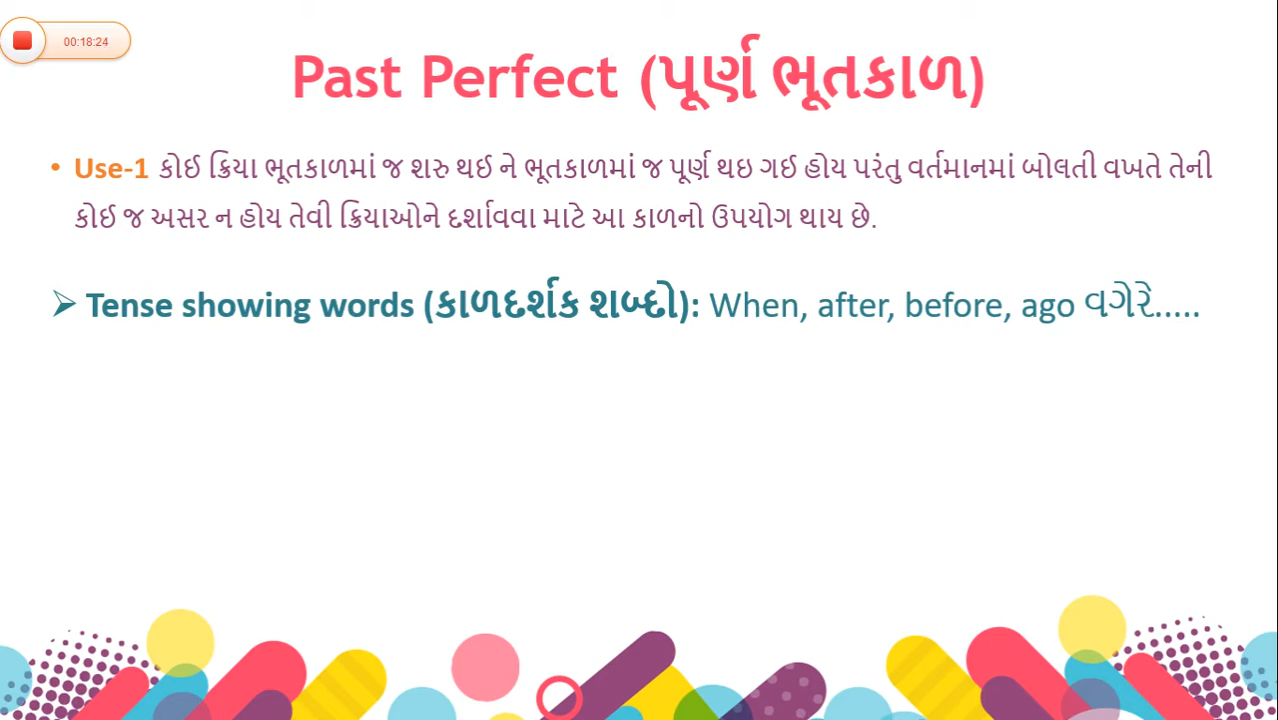 00:18:24
Past Perfect (પૂર્ણ ભૂતકાળ)
• Use-1 કોઈ ક્રિયા ભૂતકાળમાં જ શરુ થઈ ને ભૂતકાળમાં જ પૂર્ણ થઇ ગઈ હોય પરંતુ વર્તમાનમાં બોલતી વખતે તેની
કોઈ જ અસર ન હોય તેવી ક્રિયાઓને દર્શાવવા માટે આ કાળનો ઉપયોગ થાય છે.
➢ Tense showing words (કાળદર્શક શબ્દો): When, after, before, ago વગેરે.....